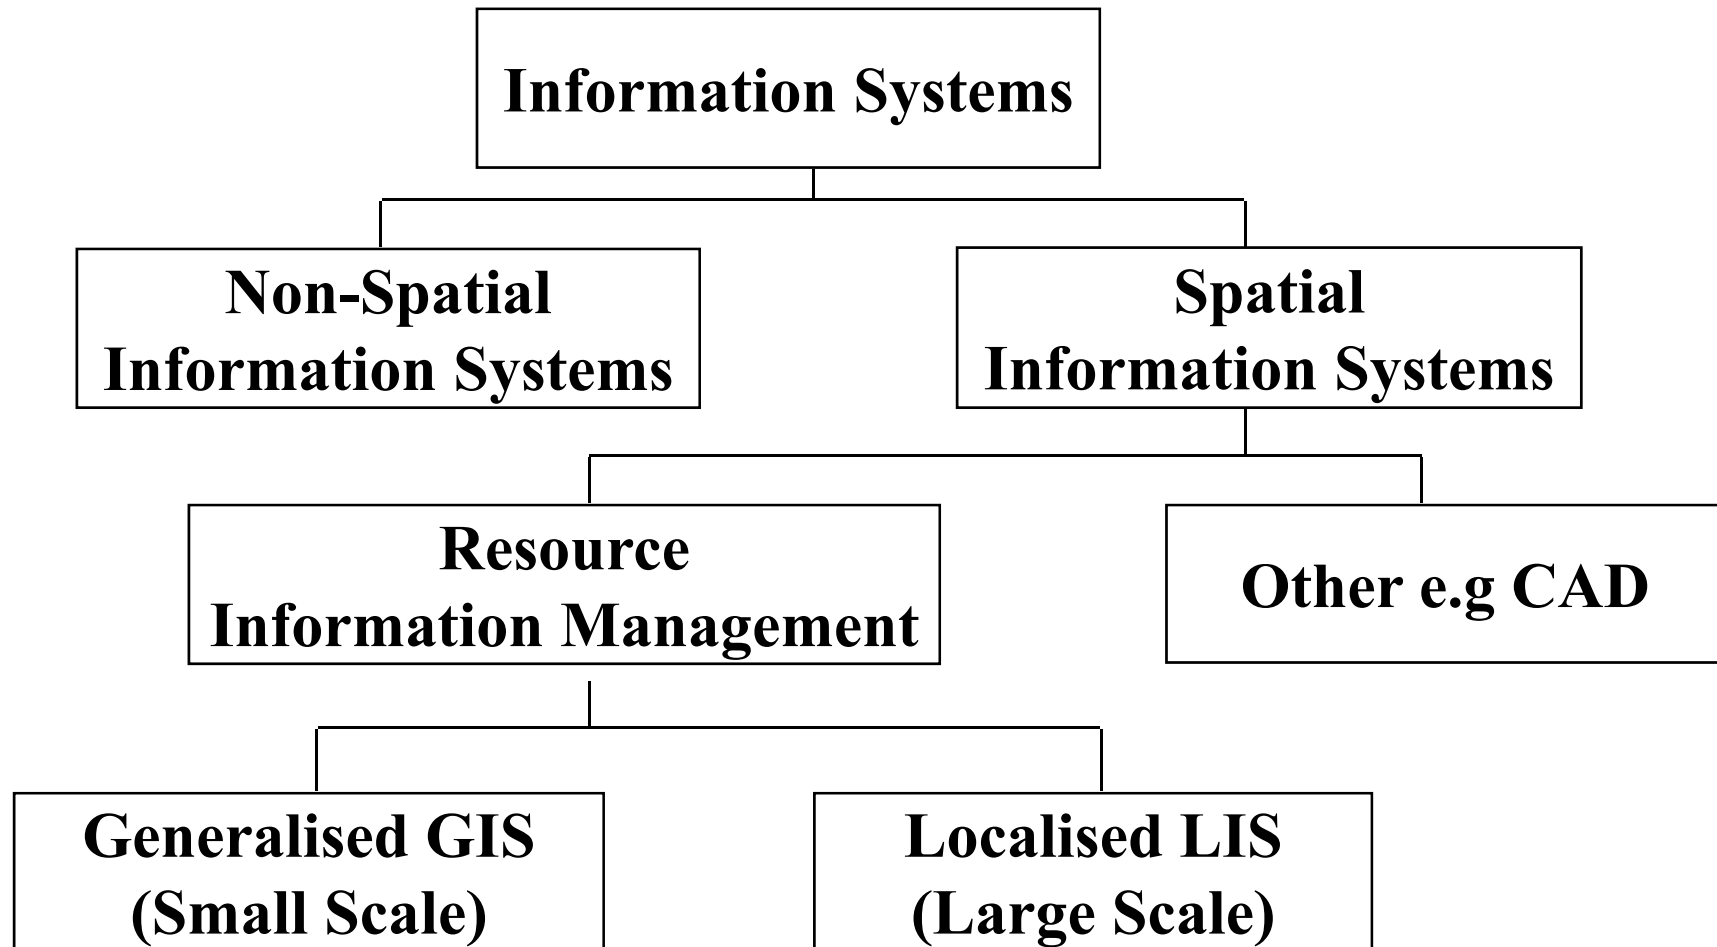 Information Systems
Non-Spatial
Information Systems
Spatial
Information Systems
Resource
Information Management
Other e.g CAD
Generalised GIS
(Small Scale)
Localised LIS
(Large Scale)